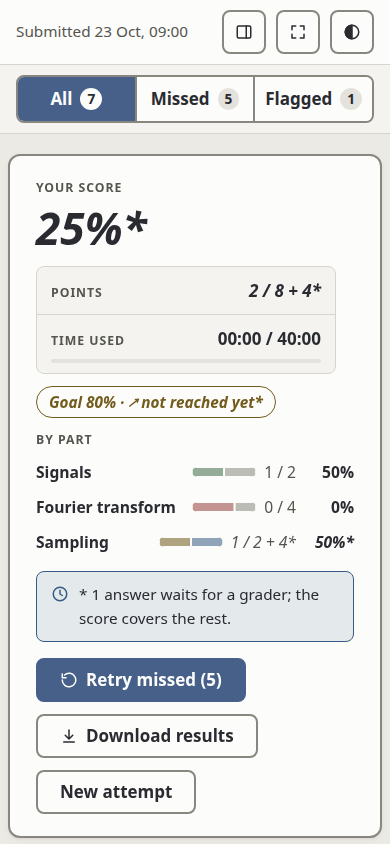 Submitted 23 Oct, 09:00
All 7 Missed 5 Flagged 1
YOUR SCORE
25%*
POINTS 2 / 8 + 4*
TIME USED 00:00 / 40:00
Goal 80% · ↗ not reached yet*
BY PART
Signals 1 / 2 50%
Fourier transform 0 / 4 0%
Sampling 1 / 2 + 4* 50%*
* 1 answer waits for a grader; the
score covers the rest.
Retry missed (5)
Download results
New attempt